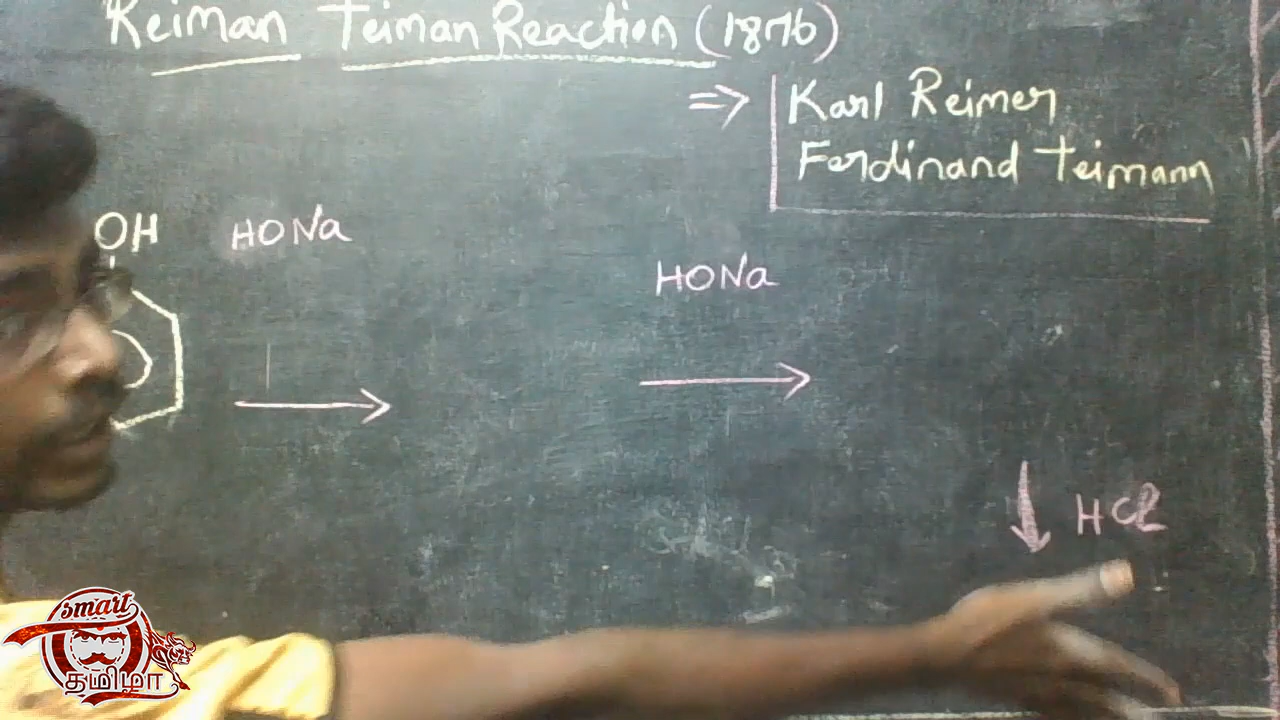 Reiman Teiman Reaction (1876)
⇒ Karl Reimer
Ferdinand Teimann
OH
HONa
HONa
HCl
smart
தமிழா